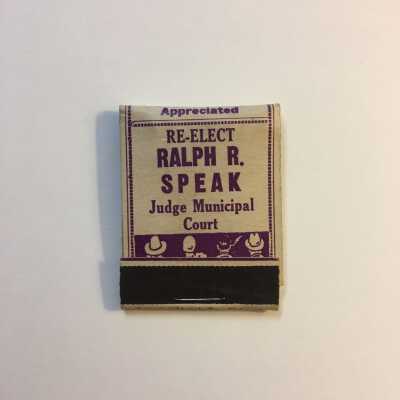 Appreciated
RE-ELECT
RALPH R.
SPEAK
Judge Municipal
Court